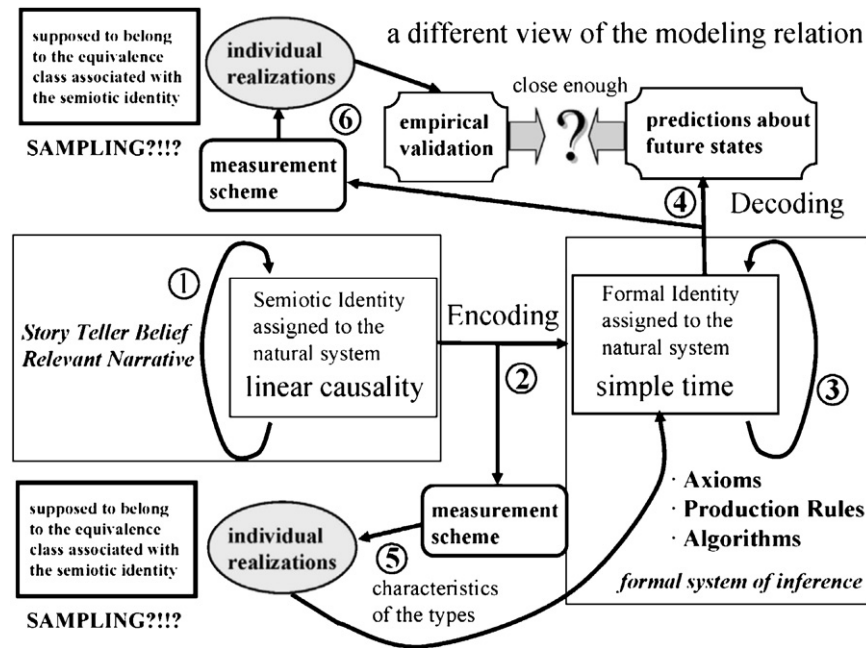 a different view of the modeling relation
supposed to belong
to the equivalence
class associated with
the semiotic identity
SAMPLING?!!?
individual
realizations
6
measurement
scheme
empirical
validation
close enough
?
predictions about
future states
4
Decoding
1
Story Teller Belief
Relevant Narrative
Semiotic Identity
assigned to the
natural system
linear causality
Encoding
2
Formal Identity
assigned to the
natural system
simple time
3
· Axioms
· Production Rules
· Algorithms
formal system of inference
supposed to belong
to the equivalence
class associated with
the semiotic identity
SAMPLING?!!?
individual
realizations
measurement
scheme
5
characteristics
of the types